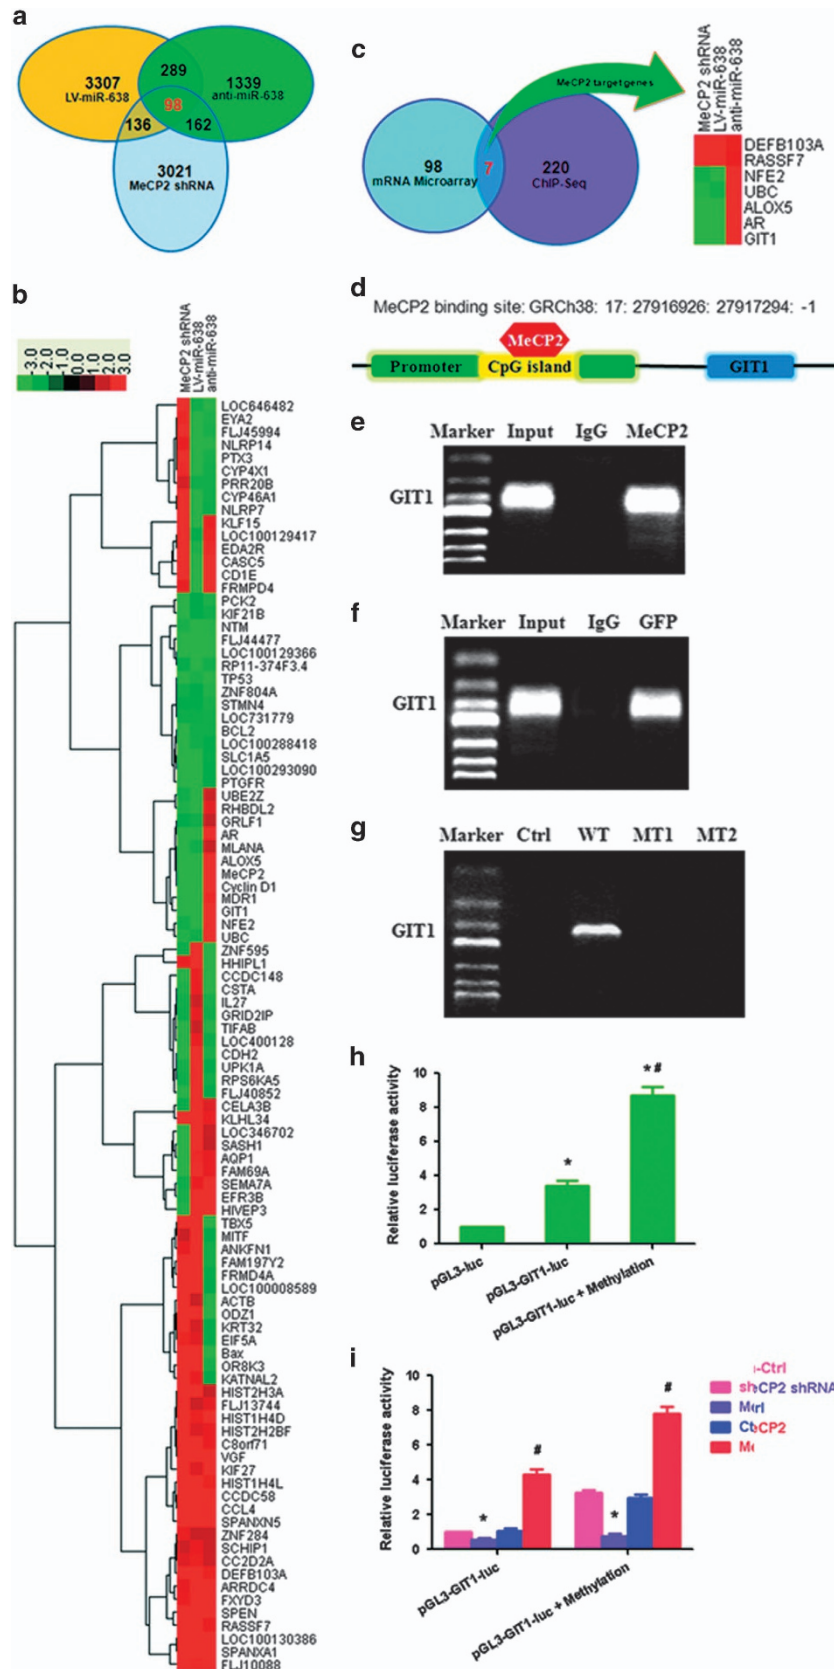 a
3307
LV-miR-638
289
1339
anti-miR-638
98
136
162
3021
MeCP2 shRNA
c
MeCP2 target genes
98
mRNA Microarray
7
220
ChIP-Seq
MeCP2 shRNA
LV-miR-638
anti-miR-638
DEFB103A
RASSF7
NFE2
UBC
ALOX5
AR
GIT1
b
-3.0
-2.0
-1.0
0.0
1.0
2.0
3.0
MeCP2 shRNA
LV-miR-638
anti-miR-638
LOC646482
EYA2
FLJ45994
NLRP14
PTX3
CYP4X1
PRR20B
CYP46A1
NLRP7
KLF15
LOC100129417
EDA2R
CASC5
CD1E
FRMPD4
PCK2
KIF21B
NTM
FLJ44477
LOC100129366
RP11-374F3.4
TP53
ZNF804A
STMN4
LOC731779
BCL2
LOC100288418
SLC1A5
LOC100293090
PTGFR
UBE2Z
RHBDL2
GRLF1
AR
MLANA
ALOX5
MeCP2
Cyclin D1
MDR1
GIT1
NFE2
UBC
ZNF595
HHIPL1
CCDC148
CSTA
IL27
GRID2IP
TIFAB
LOC400128
CDH2
UPK1A
RPS6KA5
FLJ40852
CELA3B
KLHL34
LOC346702
SASH1
AQP1
FAM69A
SEMA7A
EFR3B
HIVEP3
TBX5
MITF
ANKFN1
FAM197Y2
FRMD4A
LOC100008589
ACTB
ODZ1
KRT32
EIF5A
Bax
OR8K3
KATNAL2
HIST2H3A
FLJ13744
HIST1H4D
HIST2H2BF
C8orf71
VGF
KIF27
HIST1H4L
CCDC58
CCL4
SPANXN5
ZNF284
SCHIP1
CC2D2A
DEFB103A
ARRDC4
FXYD3
SPEN
RASSF7
LOC100130386
SPANXA1
FLJ10088
d
MeCP2 binding site: GRCh38: 17: 27916926: 27917294: -1
MeCP2
Promoter
CpG island
GIT1
e
Marker Input IgG MeCP2
GIT1
f
Marker Input IgG GFP
GIT1
g
Marker Ctrl WT MT1 MT2
GIT1
h
Relative luciferase activity
10
8
6
4
2
0
*
*#
pGL3-luc
pGL3-GIT1-luc
pGL3-GIT1-luc + Methylation
i
Relative luciferase activity
10
8
6
4
2
0
*
#
*
#
pGL3-GIT1-luc
pGL3-GIT1-luc + Methylation
-Ctrl
sh
eCP2 shRNA
M
rl
Ct
eCP2
Me